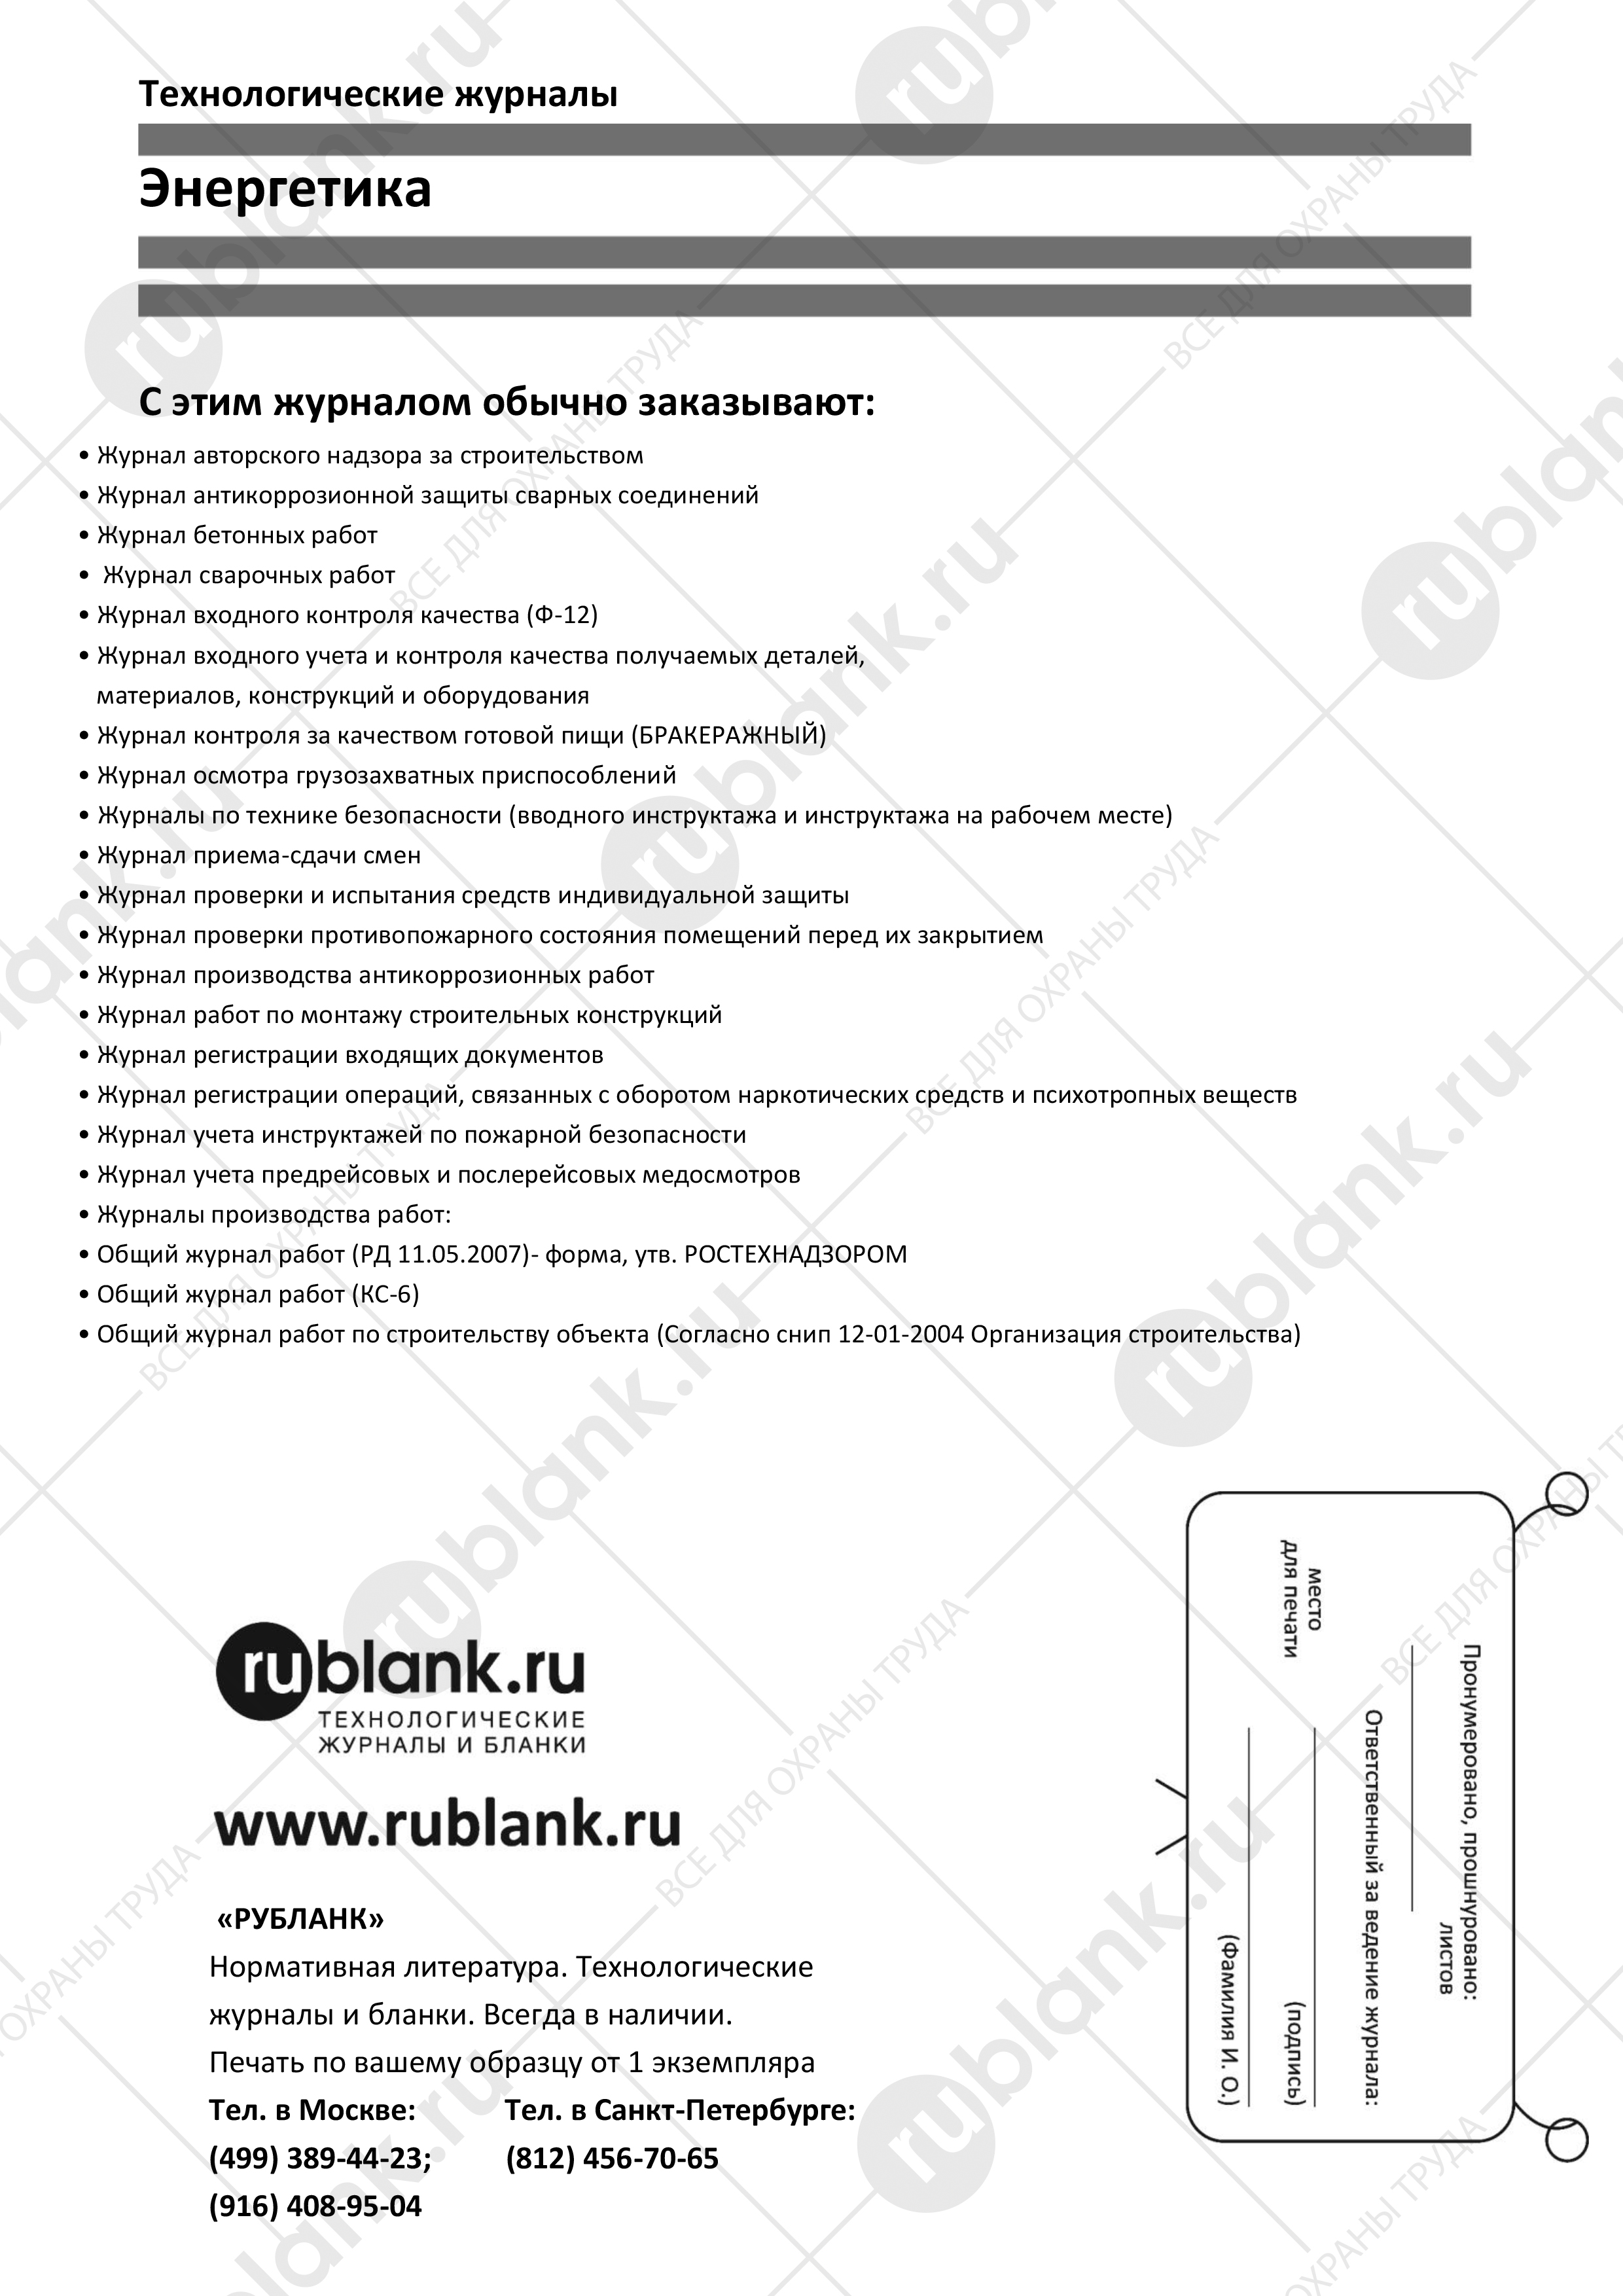 Технологические журналы
Энергетика
С этим журналом обычно заказывают:
• Журнал авторского надзора за строительством
• Журнал антикоррозионной защиты сварных соединений
• Журнал бетонных работ
• Журнал сварочных работ
• Журнал входного контроля качества (Ф-12)
• Журнал входного учета и контроля качества получаемых деталей,
материалов, конструкций и оборудования
• Журнал контроля за качеством готовой пищи (БРАКЕРАЖНЫЙ)
• Журнал осмотра грузозахватных приспособлений
• Журналы по технике безопасности (вводного инструктажа и инструктажа на рабочем месте)
• Журнал приема-сдачи смен
• Журнал проверки и испытания средств индивидуальной защиты
• Журнал проверки противопожарного состояния помещений перед их закрытием
• Журнал производства антикоррозионных работ
• Журнал работ по монтажу строительных конструкций
• Журнал регистрации входящих документов
• Журнал регистрации операций, связанных с оборотом наркотических средств и психотропных веществ
• Журнал учета инструктажей по пожарной безопасности
• Журнал учета предрейсовых и послерейсовых медосмотров
• Журналы производства работ:
• Общий журнал работ (РД 11.05.2007)- форма, утв. РОСТЕХНАДЗОРОМ
• Общий журнал работ (КС-6)
• Общий журнал работ по строительству объекта (Согласно снип 12-01-2004 Организация строительства)
rublank.ru
ТЕХНОЛОГИЧЕСКИЕ
ЖУРНАЛЫ И БЛАНКИ
www.rublank.ru
«РУБЛАНК»
Нормативная литература. Технологические
журналы и бланки. Всегда в наличии.
Печать по вашему образцу от 1 экземпляра
Тел. в Москве: Тел. в Санкт-Петербурге:
(499) 389-44-23; (812) 456-70-65
(916) 408-95-04
Пронумеровано, прошнуровано:
листов
Ответственный за ведение журнала:
место
для печати
(подпись)
(Фамилия И. О.)
rublank.ru
ВСЕ ДЛЯ ОХРАНЫ ТРУДА